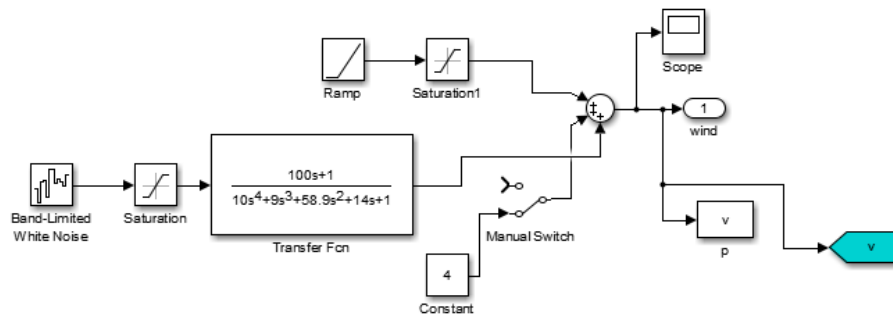 Scope
Ramp
Saturation1
1
wind
100s+1
10s⁴+9s³+58.9s²+14s+1
Band-Limited
White Noise
Saturation
Transfer Fcn
Manual Switch
v
p
v
4
Constant